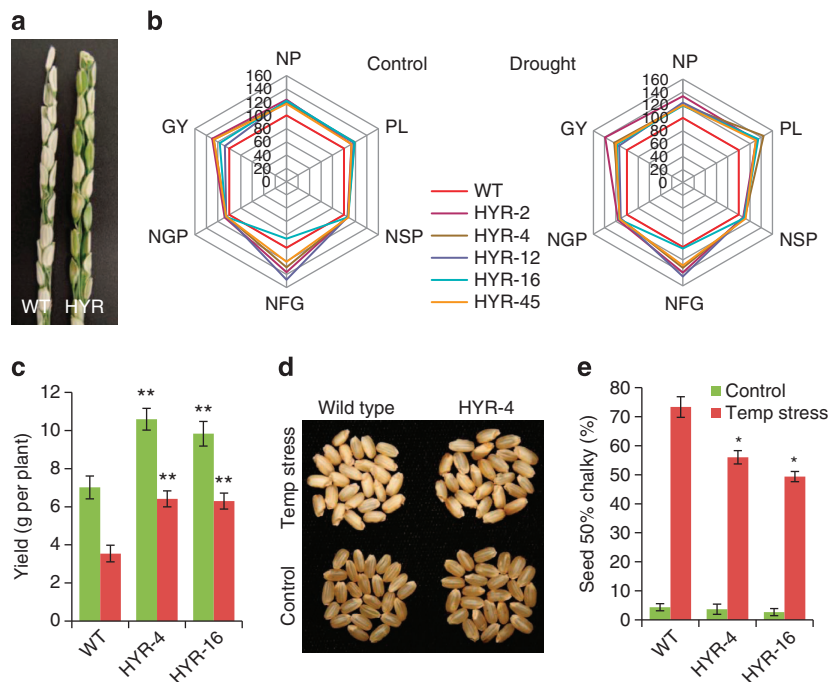 a
WT HYR
b
Control
NP
PL
NSP
NFG
NGP
GY
160
140
120
100
80
60
40
20
0
WT
HYR-2
HYR-4
HYR-12
HYR-16
HYR-45
Drought
NP
PL
NSP
NFG
NGP
GY
160
140
120
100
80
60
40
20
0
c
Yield (g per plant)
12
10
8
6
4
2
0
** ** ** **
WT HYR-4 HYR-16
d
Wild type HYR-4
Temp stress
Control
e
Seed 50% chalky (%)
80
70
60
50
40
30
20
10
0
Control
Temp stress
* *
WT HYR-4 HYR-16